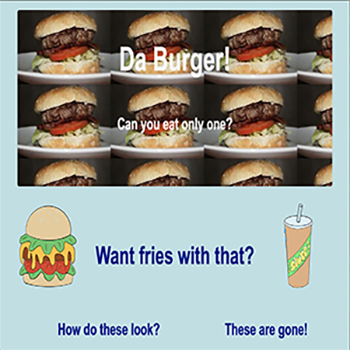 Da Burger!
Can you eat only one?
Want fries with that?
How do these look?
These are gone!